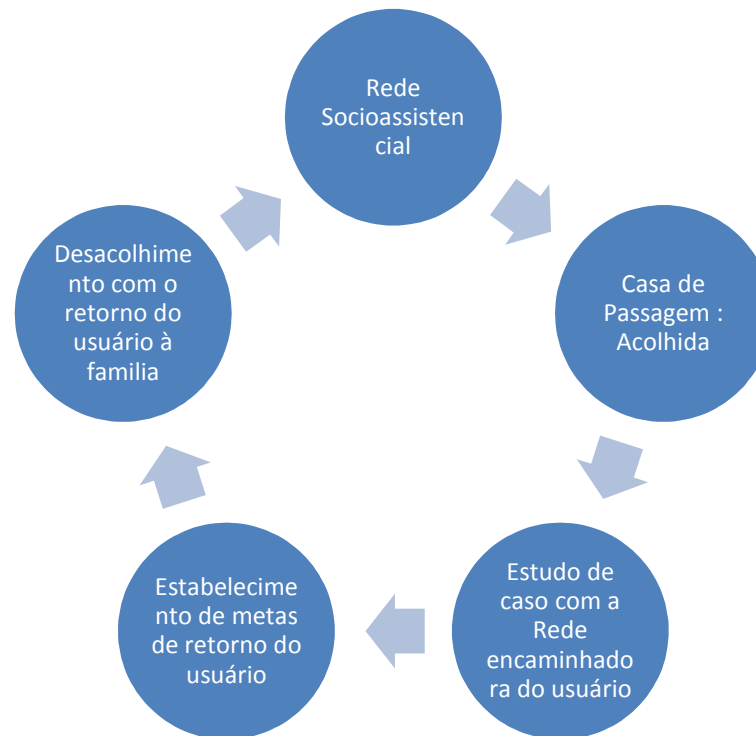 Rede
Socioassisten
cial
Casa de
Passagem :
Acolhida
Estudo de
caso com a
Rede
encaminhado
ra do usuário
Estabelecime
nto de metas
de retorno do
usuário
Desacolhime
nto com o
retorno do
usuário à
familia